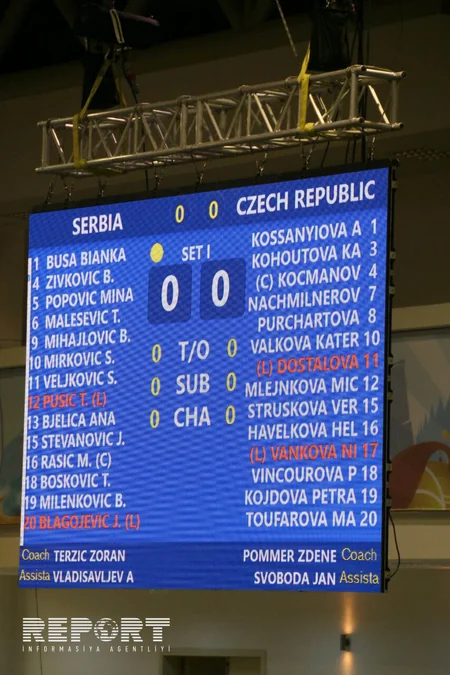 SERBIA 0 0 CZECH REPUBLIC
1 BUSA BIANKA
4 ZIVKOVIC B.
5 POPOVIC MINA
6 MALESEVIC T.
9 MIHAJLOVIC B.
10 MIRKOVIC S.
11 VELJKOVIC S.
12 PUSIC T. (L)
13 BJELICA ANA
15 STEVANOVIC J.
16 RASIC M. (C)
18 BOSKOVIC T.
19 MILENKOVIC B.
20 BLAGOJEVIC J. (L)
Coach TERZIC ZORAN
Assista VLADISAVLJEV A
SET I
0 0
0 T/O 0
0 SUB 0
0 CHA 0
KOSSANYIOVA A 1
KOHOUTOVA KA 3
(C) KOCMANOV 4
NACHMILNEROV 7
PURCHARTOVA 8
VALKOVA KATER 10
(L) DOSTALOVA 11
MLEJNKOVA MIC 12
STRUSKOVA VER 15
HAVELKOVA HEL 16
(L) VANKOVA NI 17
VINCOUROVA P 18
KOJDOVA PETRA 19
TOUFAROVA MA 20
POMMER ZDENE Coach
SVOBODA JAN Assista
REPORT
İNFORMASİYA AGENTLİYİ